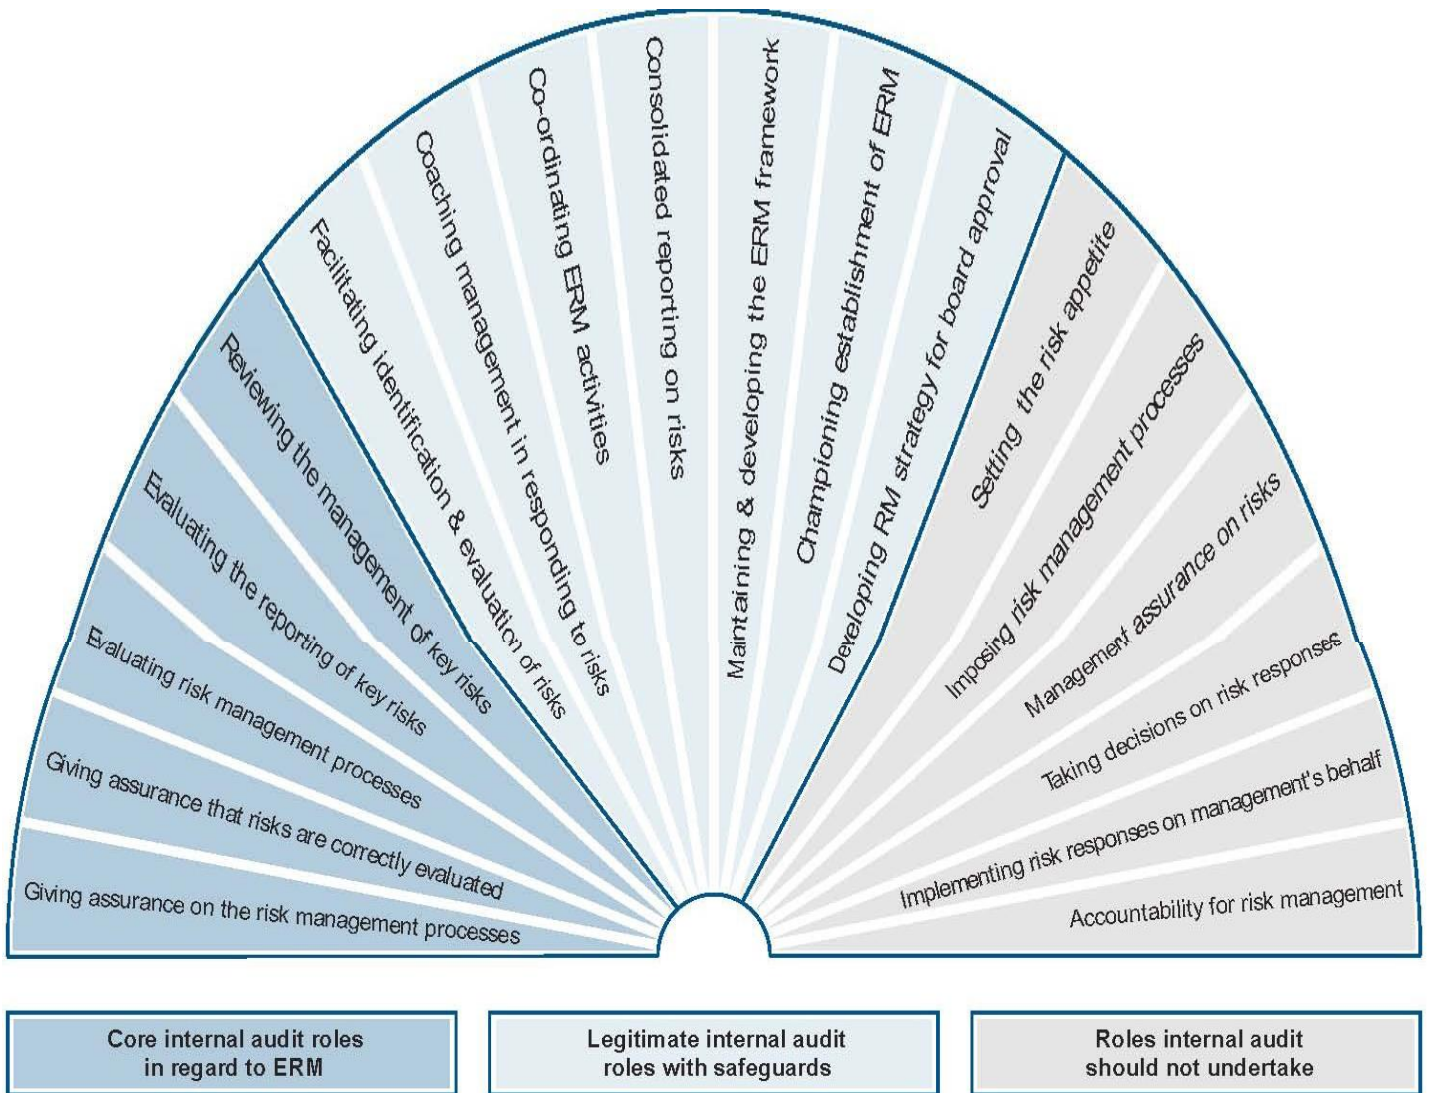 Giving assurance on the risk management processes
Giving assurance that risks are correctly evaluated
Evaluating risk management processes
Evaluating the reporting of key risks
Reviewing the management of key risks
Facilitating identification & evaluation of risks
Coaching management in responding to risks
Co-ordinating ERM activities
Consolidated reporting on risks
Maintaining & developing the ERM framework
Championing establishment of ERM
Developing RM strategy for board approval
Setting the risk appetite
Imposing risk management processes
Management assurance on risks
Taking decisions on risk responses
Implementing risk responses on management's behalf
Accountability for risk management
Core internal audit roles
in regard to ERM
Legitimate internal audit
roles with safeguards
Roles internal audit
should not undertake